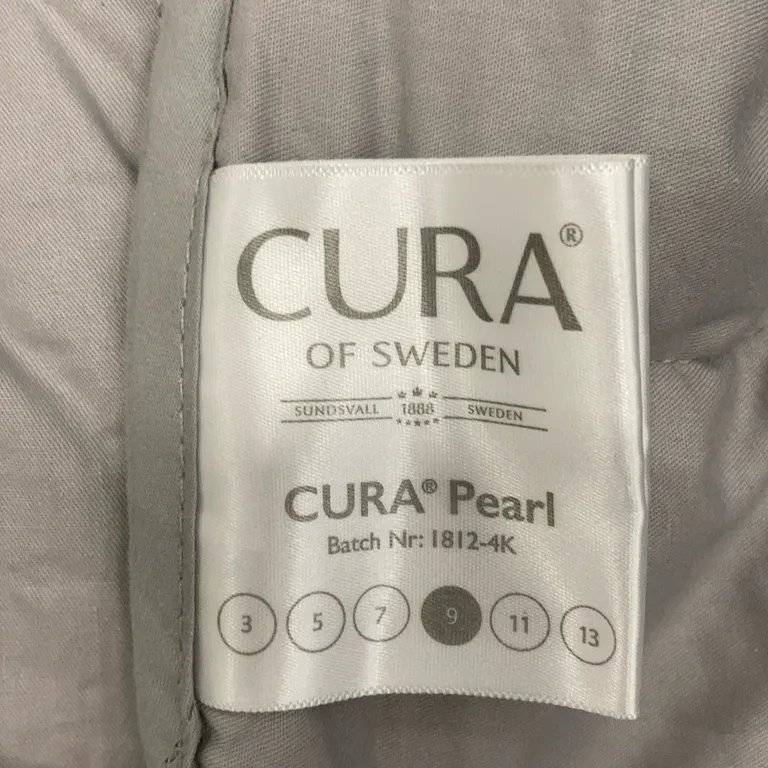 CURA®
OF SWEDEN
SUNDSVALL 1888 SWEDEN
CURA® Pearl
Batch Nr: 1812-4K
3 5 7 9 11 13